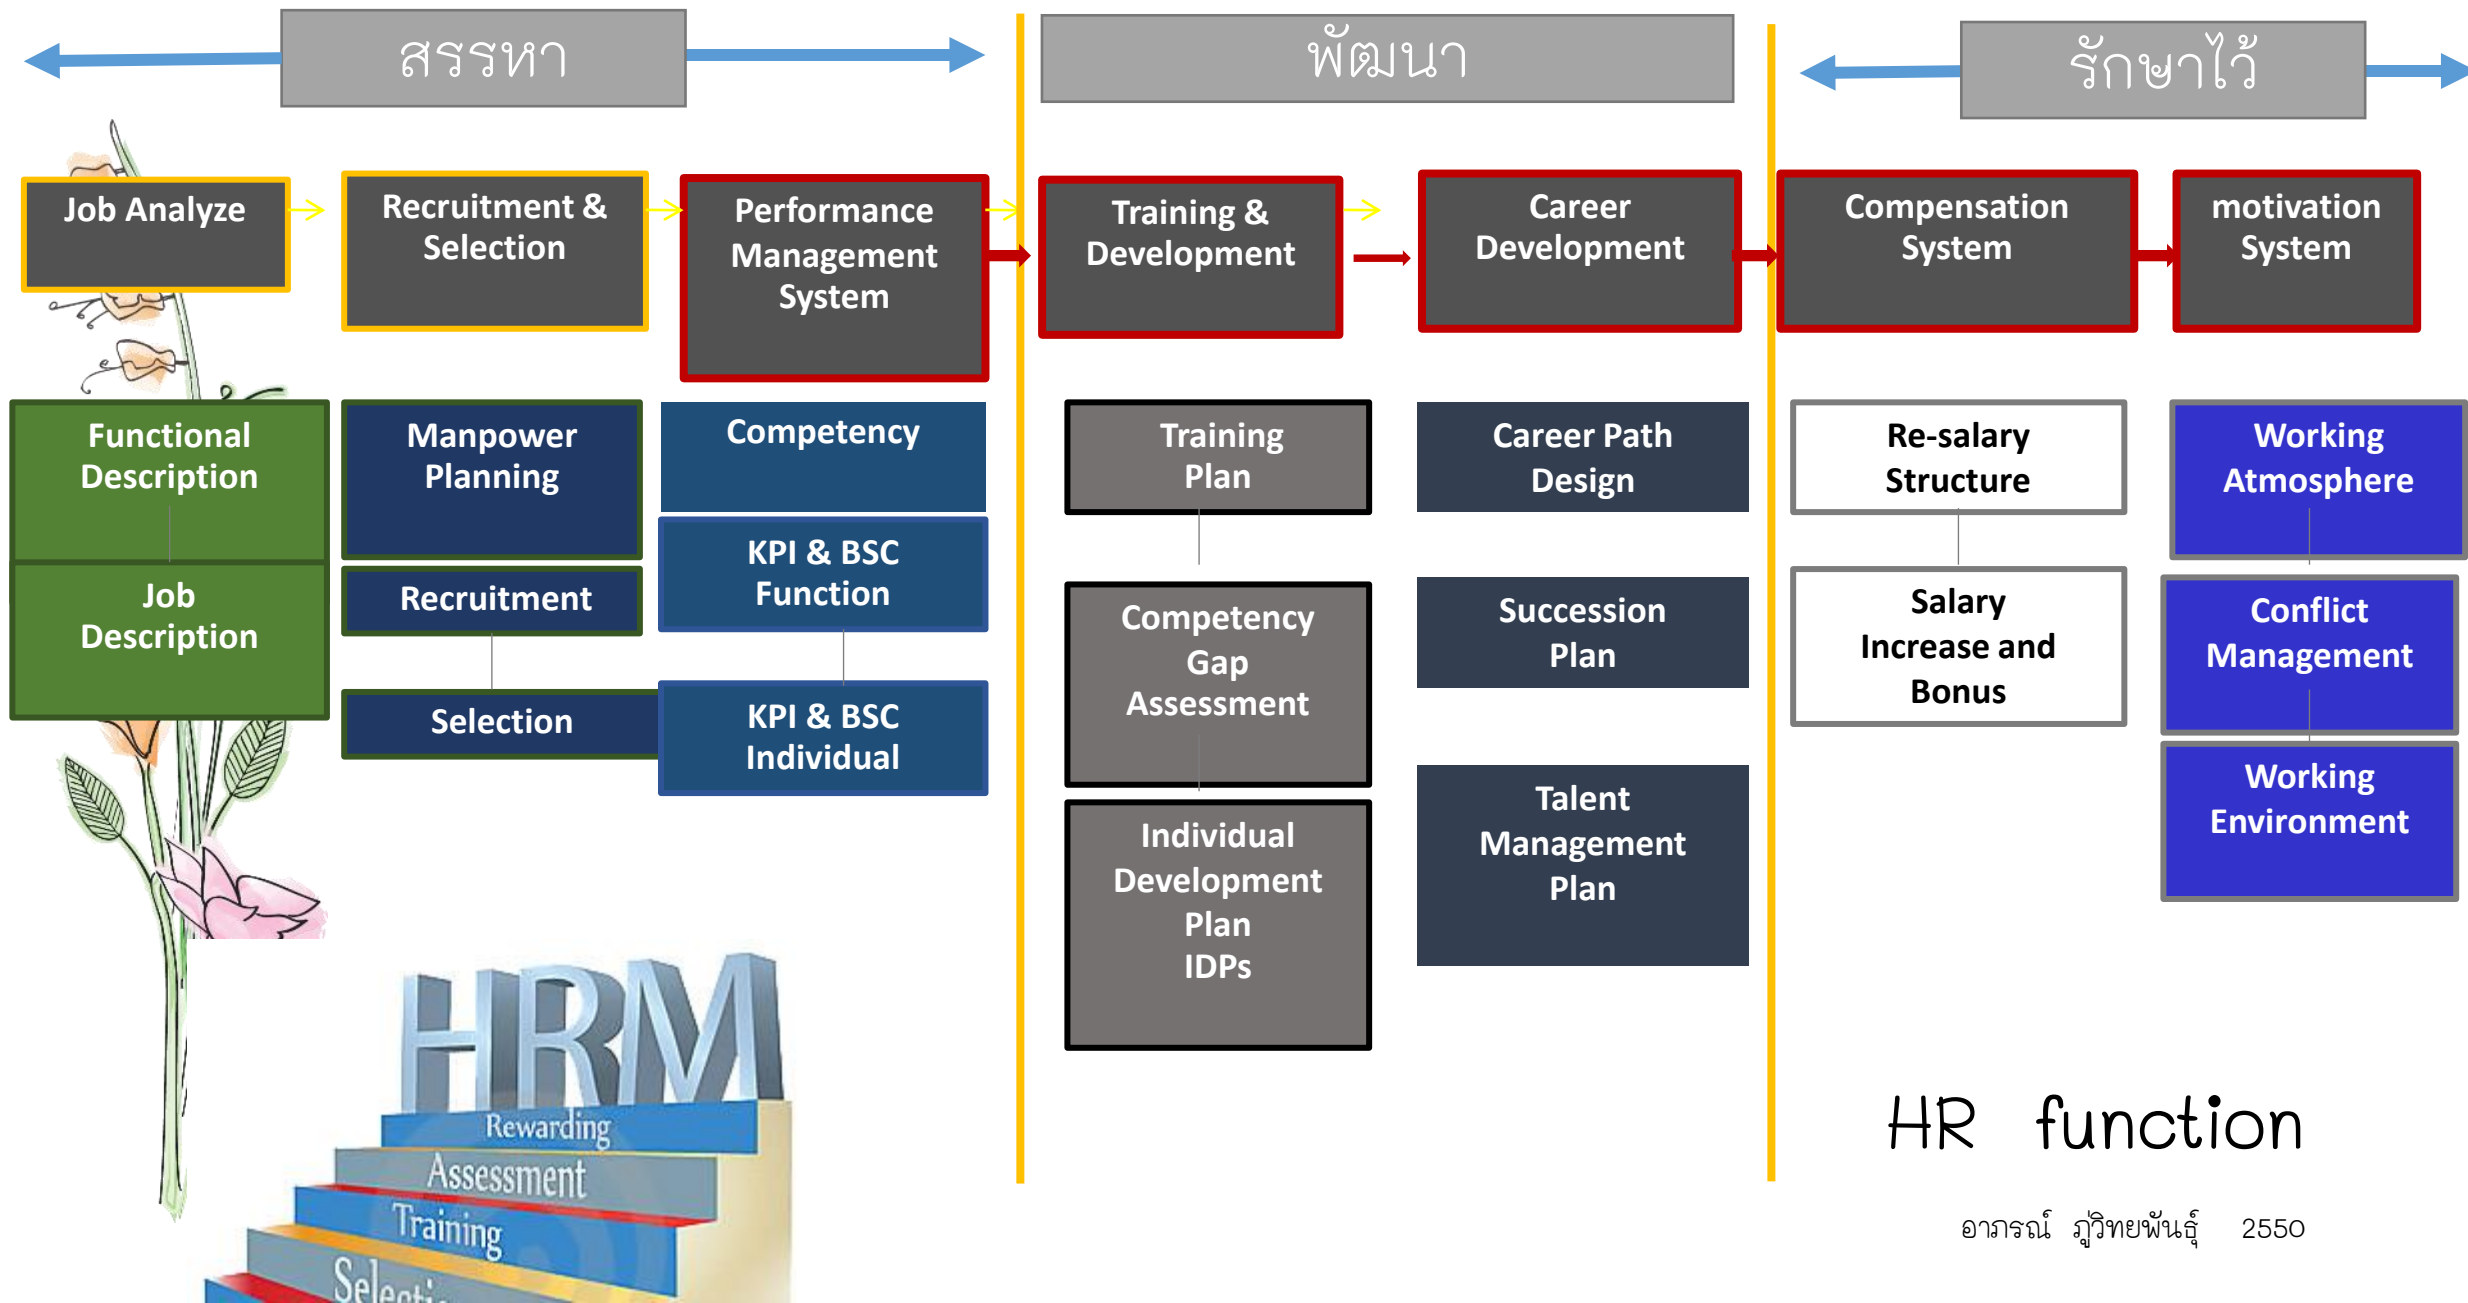 สรรหา
พัฒนา
รักษาไว้
Job Analyze
Recruitment &
Selection
Performance
Management
System
Training &
Development
Career
Development
Compensation
System
motivation
System
Functional
Description
Job
Description
Manpower
Planning
Recruitment
Selection
Competency
KPI & BSC
Function
KPI & BSC
Individual
Training
Plan
Competency
Gap
Assessment
Individual
Development
Plan
IDPs
Career Path
Design
Succession
Plan
Talent
Management
Plan
Re-salary
Structure
Salary
Increase and
Bonus
Working
Atmosphere
Conflict
Management
Working
Environment
HRM
Rewarding
Assessment
Training
HR function
อาภรณ์ ภู่วิทยพันธุ์ 2550